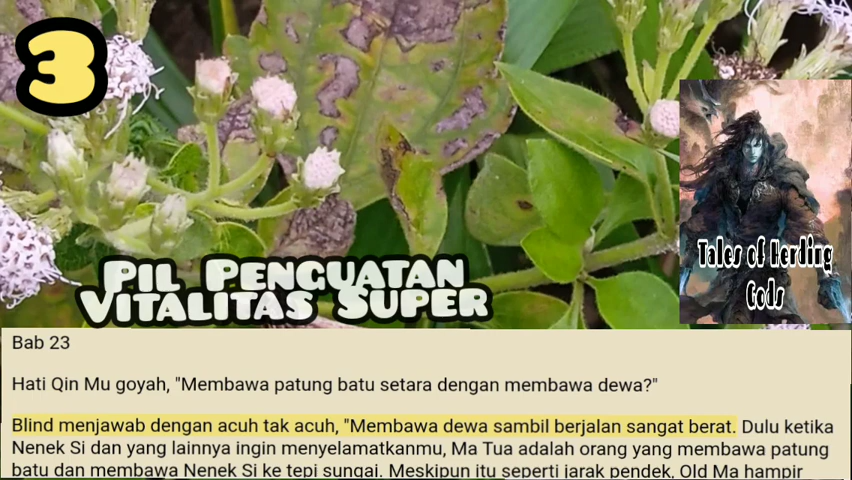 3
Tales of Herding
Gods
PIL PENGUATAN
VITALITAS SUPER
Bab 23
Hati Qin Mu goyah, "Membawa patung batu setara dengan membawa dewa?"
Blind menjawab dengan acuh tak acuh, "Membawa dewa sambil berjalan sangat berat. Dulu ketika
Nenek Si dan yang lainnya ingin menyelamatkanmu, Ma Tua adalah orang yang membawa patung
batu dan membawa Nenek Si ke tepi sungai. Meskipun itu seperti jarak pendek, Old Ma hampir